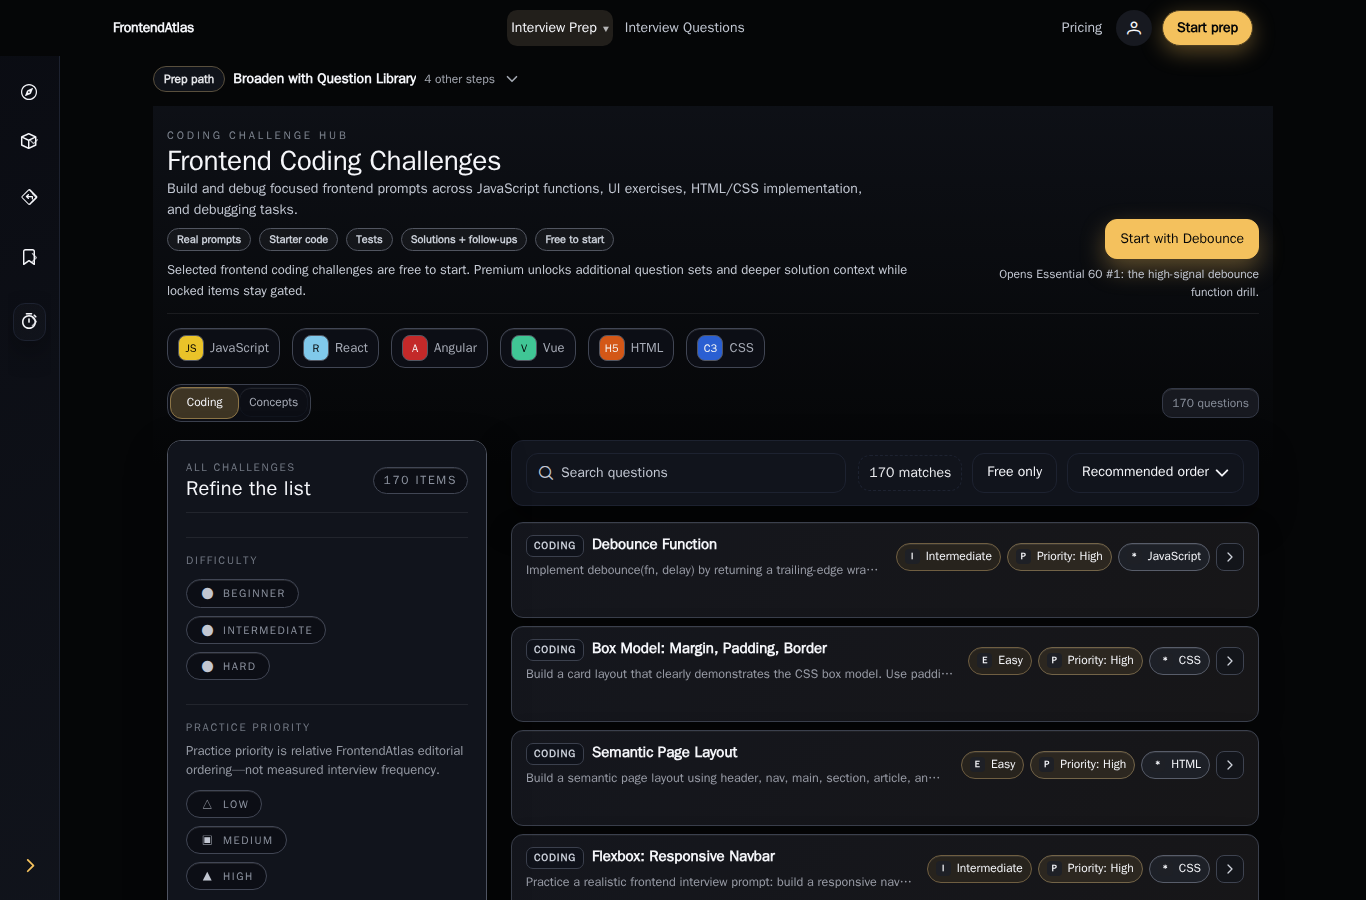 FrontendAtlas
Interview Prep ▾
Interview Questions
Pricing
Start prep
Prep path
Broaden with Question Library
4 other steps
CODING CHALLENGE HUB
Frontend Coding Challenges
Build and debug focused frontend prompts across JavaScript functions, UI exercises, HTML/CSS implementation,
and debugging tasks.
Real prompts
Starter code
Tests
Solutions + follow-ups
Free to start
Selected frontend coding challenges are free to start. Premium unlocks additional question sets and deeper solution context while
locked items stay gated.
Start with Debounce
Opens Essential 60 #1: the high-signal debounce
function drill.
JS JavaScript
R React
A Angular
V Vue
H5 HTML
C3 CSS
Coding
Concepts
170 questions
ALL CHALLENGES
Refine the list
170 ITEMS
DIFFICULTY
BEGINNER
INTERMEDIATE
HARD
PRACTICE PRIORITY
Practice priority is relative FrontendAtlas editorial
ordering—not measured interview frequency.
LOW
MEDIUM
HIGH
Search questions
170 matches
Free only
Recommended order
CODING Debounce Function
Implement debounce(fn, delay) by returning a trailing-edge wra…
I Intermediate
P Priority: High
* JavaScript
CODING Box Model: Margin, Padding, Border
Build a card layout that clearly demonstrates the CSS box model. Use paddi…
E Easy
P Priority: High
* CSS
CODING Semantic Page Layout
Build a semantic page layout using header, nav, main, section, article, an…
E Easy
P Priority: High
* HTML
CODING Flexbox: Responsive Navbar
Practice a realistic frontend interview prompt: build a responsive nav…
I Intermediate
P Priority: High
* CSS